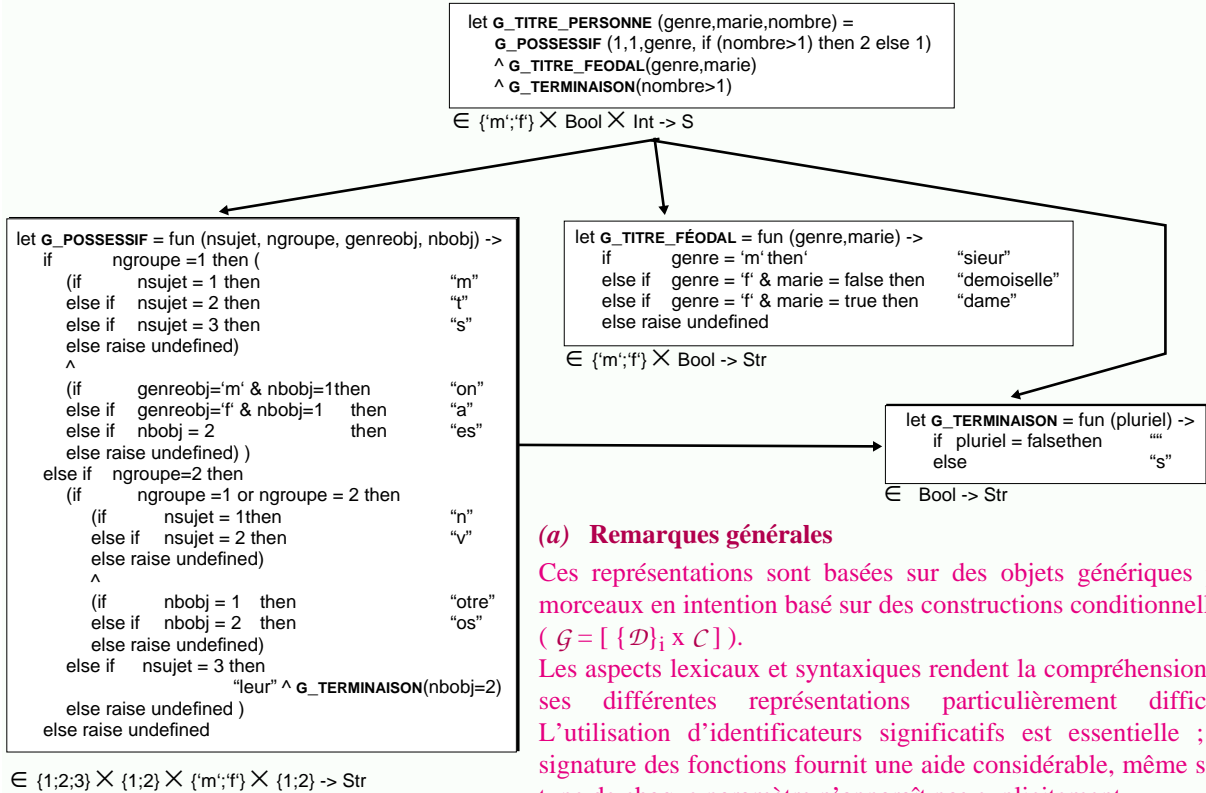 let G_TITRE_PERSONNE (genre,marie,nombre) =
G_POSSESSIF (1,1,genre, if (nombre>1) then 2 else 1)
^ G_TITRE_FEODAL(genre,marie)
^ G_TERMINAISON(nombre>1)
∈ {'m';'f'} × Bool × Int -> S
let G_POSSESSIF = fun (nsujet, ngroupe, genreobj, nbobj) ->
if ngroupe =1 then (
(if nsujet = 1 then “m”
else if nsujet = 2 then “t”
else if nsujet = 3 then “s”
else raise undefined)
^
(if genreobj=‘m‘ & nbobj=1then “on”
else if genreobj=‘f‘ & nbobj=1 then “a”
else if nbobj = 2 then “es”
else raise undefined) )
else if ngroupe=2 then
(if ngroupe =1 or ngroupe = 2 then
(if nsujet = 1then “n”
else if nsujet = 2 then “v”
else raise undefined)
^
(if nbobj = 1 then “otre”
else if nbobj = 2 then “os”
else raise undefined)
else if nsujet = 3 then
“leur” ^ G_TERMINAISON(nbobj=2)
else raise undefined )
else raise undefined
∈ {1;2;3} × {1;2} × {‘m‘;‘f‘} × {1;2} -> Str
let G_TITRE_FÉODAL = fun (genre,marie) ->
if genre = ‘m‘ then‘ “sieur”
else if genre = ‘f‘ & marie = false then “demoiselle”
else if genre = ‘f‘ & marie = true then “dame”
else raise undefined
∈ {‘m‘;‘f‘} × Bool -> Str
let G_TERMINAISON = fun (pluriel) ->
if pluriel = falsethen ““
else “s”
∈ Bool -> Str
(a) Remarques générales
Ces représentations sont basées sur des objets génériques
morceaux en intention basé sur des constructions conditionnell
( 𝒢 = [ {𝒟}i x 𝒞 ] ).
Les aspects lexicaux et syntaxiques rendent la compréhension
ses différentes représentations particulièrement diffic
L’utilisation d’identificateurs significatifs est essentielle ;
signature des fonctions fournit une aide considérable, même s